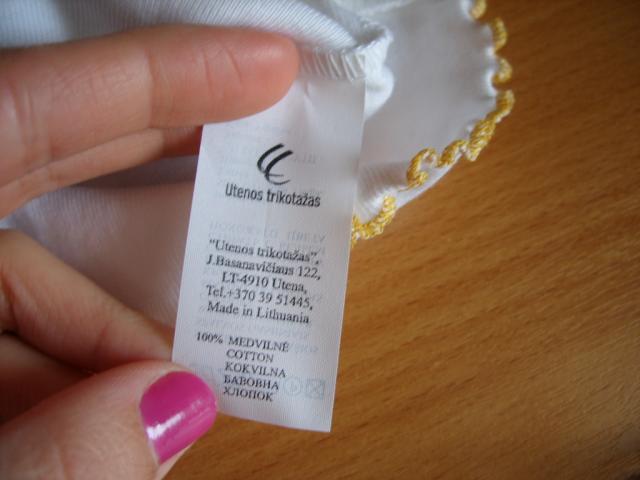 Utenos trikotažas
"Utenos trikotažas",
J.Basanavičiaus 122,
LT-4910 Utena,
Tel.+370 39 51445,
Made in Lithuania
100% MEDVILNĖ
COTTON
KOKVILNA
БАВОВНА
ХЛОПОК